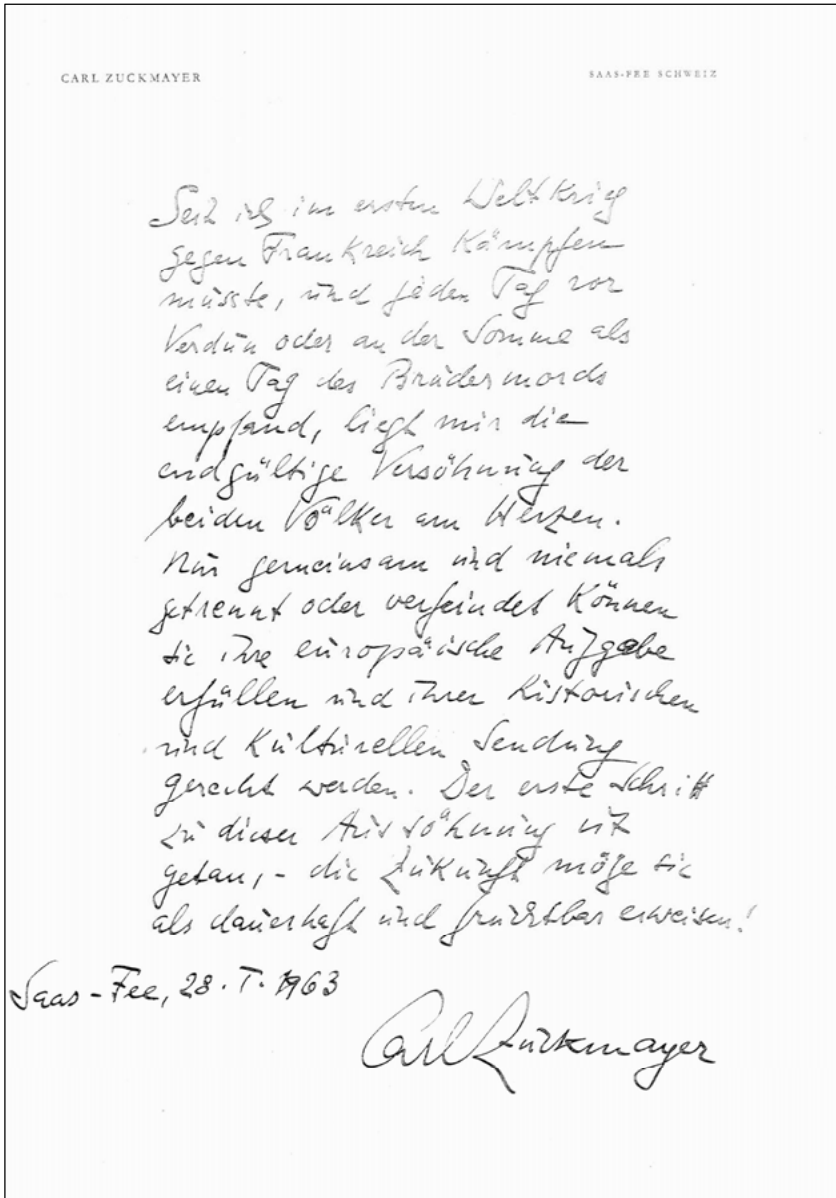 CARL ZUCKMAYER
SAAS-FEE SCHWEIZ
Seit ich im ersten Weltkrieg
gegen Frankreich kämpfen
musste, und jeden Tag vor
Verdun oder an der Somme als
einen Tag des Brudermords
empfand, liegt mir die
endgültige Versöhnung der
beiden Völker am Herzen.
Nur gemeinsam und niemals
getrennt oder verfeindet können
sie ihre europäische Aufgabe
erfüllen und ihrer historischen
und kulturellen Sendung
gerecht werden. Der erste Schritt
zu dieser Aussöhnung ist
getan, - die Zukunft möge sie
als dauerhaft und fruchtbar erweisen!
Saas-Fee, 28. I. 1963
Carl Zuckmayer